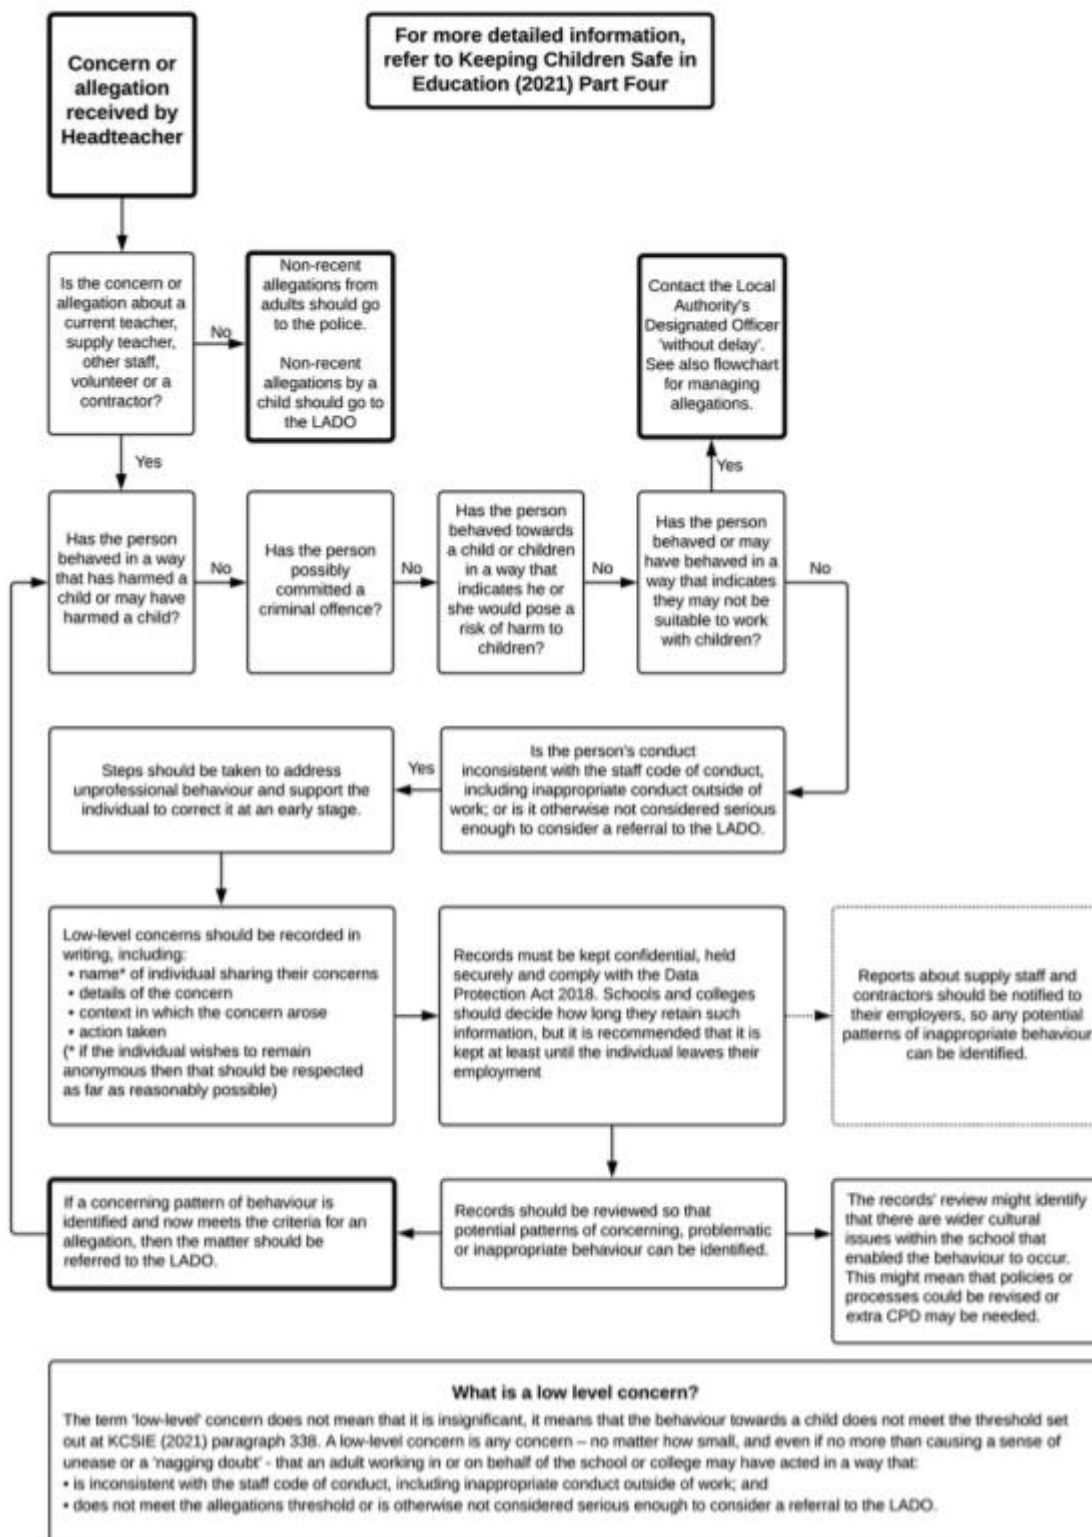 Concern or
allegation
received by
Headteacher
For more detailed information,
refer to Keeping Children Safe in
Education (2021) Part Four
Is the concern or
allegation about a
current teacher,
supply teacher,
other staff,
volunteer or a
contractor?
No
Non-recent
allegations from
adults should go
to the police.
Non-recent
allegations by a
child should go to
the LADO
Contact the Local
Authority's
Designated Officer
'without delay'.
See also flowchart
for managing
allegations.
Yes
Yes
Has the person
behaved in a way
that has harmed a
child or may have
harmed a child?
No
Has the person
possibly
committed a
criminal offence?
No
Has the person
behaved towards
a child or children
in a way that
indicates he or
she would pose a
risk of harm to
children?
No
Has the person
behaved or may
have behaved in a
way that indicates
they may not be
suitable to work
with children?
No
Steps should be taken to address
unprofessional behaviour and support the
individual to correct it at an early stage.
Yes
Is the person's conduct
inconsistent with the staff code of conduct,
including inappropriate conduct outside of
work; or is it otherwise not considered serious
enough to consider a referral to the LADO.
Low-level concerns should be recorded in
writing, including:
• name* of individual sharing their concerns
• details of the concern
• context in which the concern arose
• action taken
(* if the individual wishes to remain
anonymous then that should be respected
as far as reasonably possible)
Records must be kept confidential, held
securely and comply with the Data
Protection Act 2018. Schools and colleges
should decide how long they retain such
information, but it is recommended that it is
kept at least until the individual leaves their
employment
Reports about supply staff and
contractors should be notified to
their employers, so any potential
patterns of inappropriate behaviour
can be identified.
If a concerning pattern of behaviour is
identified and now meets the criteria for an
allegation, then the matter should be
referred to the LADO.
Records should be reviewed so that
potential patterns of concerning, problematic
or inappropriate behaviour can be identified.
The records' review might identify
that there are wider cultural
issues within the school that
enabled the behaviour to occur.
This might mean that policies or
processes could be revised or
extra CPD may be needed.
What is a low level concern?
The term 'low-level' concern does not mean that it is insignificant, it means that the behaviour towards a child does not meet the threshold set
out at KCSIE (2021) paragraph 338. A low-level concern is any concern – no matter how small, and even if no more than causing a sense of
unease or a 'nagging doubt' - that an adult working in or on behalf of the school or college may have acted in a way that:
• is inconsistent with the staff code of conduct, including inappropriate conduct outside of work; and
• does not meet the allegations threshold or is otherwise not considered serious enough to consider a referral to the LADO.